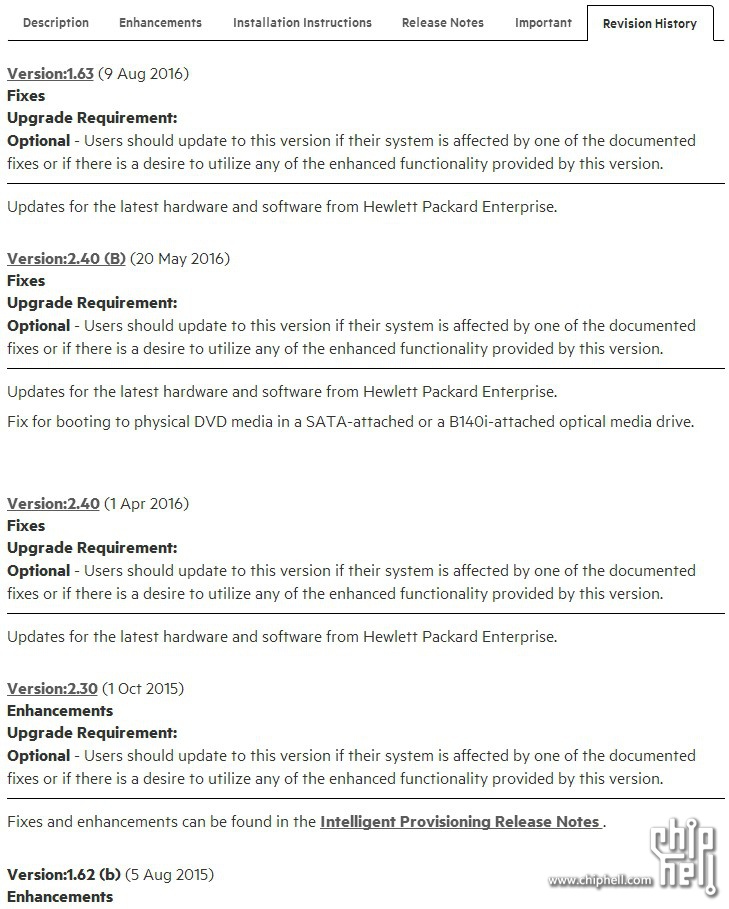 Description Enhancements Installation Instructions Release Notes Important Revision History
Version:1.63 (9 Aug 2016)
Fixes
Upgrade Requirement:
Optional - Users should update to this version if their system is affected by one of the documented
fixes or if there is a desire to utilize any of the enhanced functionality provided by this version.
Updates for the latest hardware and software from Hewlett Packard Enterprise.
Version:2.40 (B) (20 May 2016)
Fixes
Upgrade Requirement:
Optional - Users should update to this version if their system is affected by one of the documented
fixes or if there is a desire to utilize any of the enhanced functionality provided by this version.
Updates for the latest hardware and software from Hewlett Packard Enterprise.
Fix for booting to physical DVD media in a SATA-attached or a B140i-attached optical media drive.
Version:2.40 (1 Apr 2016)
Fixes
Upgrade Requirement:
Optional - Users should update to this version if their system is affected by one of the documented
fixes or if there is a desire to utilize any of the enhanced functionality provided by this version.
Updates for the latest hardware and software from Hewlett Packard Enterprise.
Version:2.30 (1 Oct 2015)
Enhancements
Upgrade Requirement:
Optional - Users should update to this version if their system is affected by one of the documented
fixes or if there is a desire to utilize any of the enhanced functionality provided by this version.
Fixes and enhancements can be found in the Intelligent Provisioning Release Notes .
Version:1.62 (b) (5 Aug 2015)
Enhancements
chip
hell
www.chiphell.com